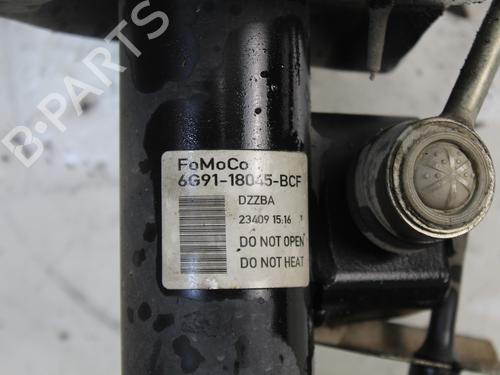 B-PARTS
FoMoCo
6G91-18045-BCF
DZZBA
23409 15:16
DO NOT OPEN
DO NOT HEAT